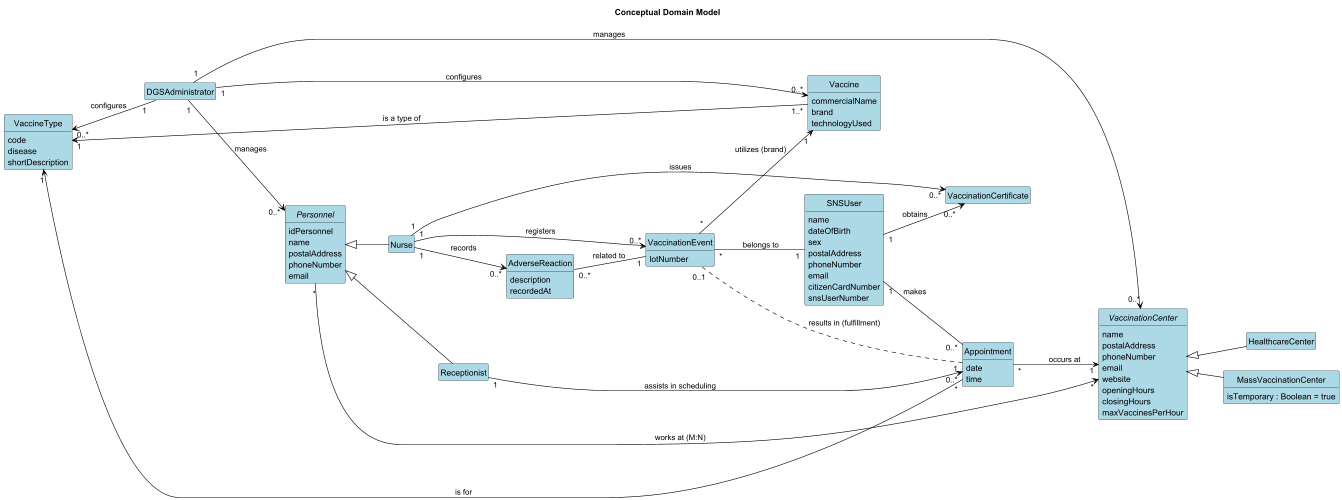 Conceptual Domain Model
manages
1
DGSAdministrator
1
configures
0..*
Vaccine
commercialName
brand
technologyUsed
configures
1
1
0..*
VaccineType
code
disease
shortDescription
1
is a type of
1..*
manages
0..*
utilizes (brand)
1
*
1
issues
0..*
VaccinationCertificate
Personnel
idPersonnel
name
postalAddress
phoneNumber
email
Nurse
1
registers
0..*
1
records
0..*
AdverseReaction
description
recordedAt
related to
0..*
1
VaccinationEvent
lotNumber
belongs to
*
1
SNSUser
name
dateOfBirth
sex
postalAddress
phoneNumber
email
citizenCardNumber
snsUserNumber
obtains
1
0..*
makes
1
0..*
0..1
results in (fulfillment)
1
Appointment
date
time
occurs at
*
1
0..*
VaccinationCenter
name
postalAddress
phoneNumber
email
website
openingHours
closingHours
maxVaccinesPerHour
HealthcareCenter
MassVaccinationCenter
isTemporary : Boolean = true
Receptionist
1
assists in scheduling
0..*
*
works at (M:N)
*
1
is for
*